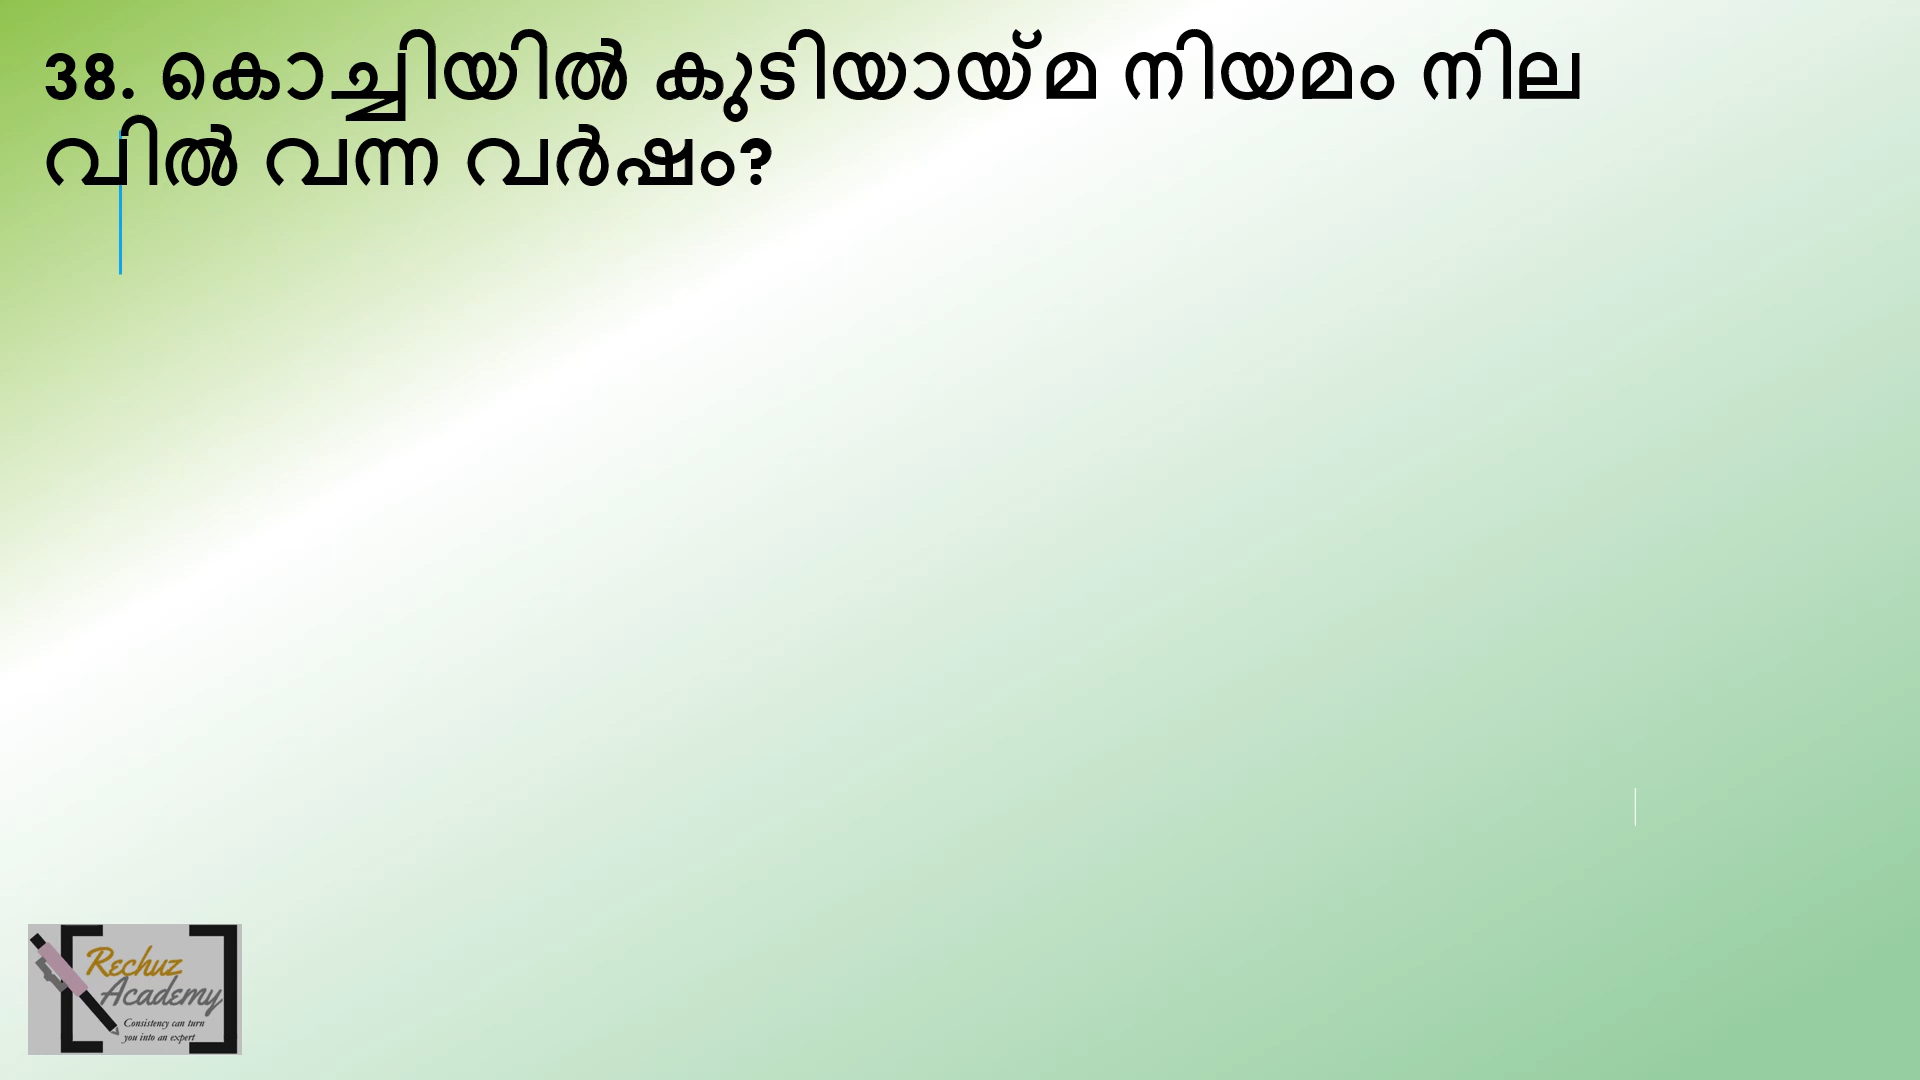 38. കൊച്ചിയിൽ കുടിയായ്മ നിയമം നില
വിൽ വന്ന വർഷം?
Rechuz
Academy
Consistency can turn
you into an expert